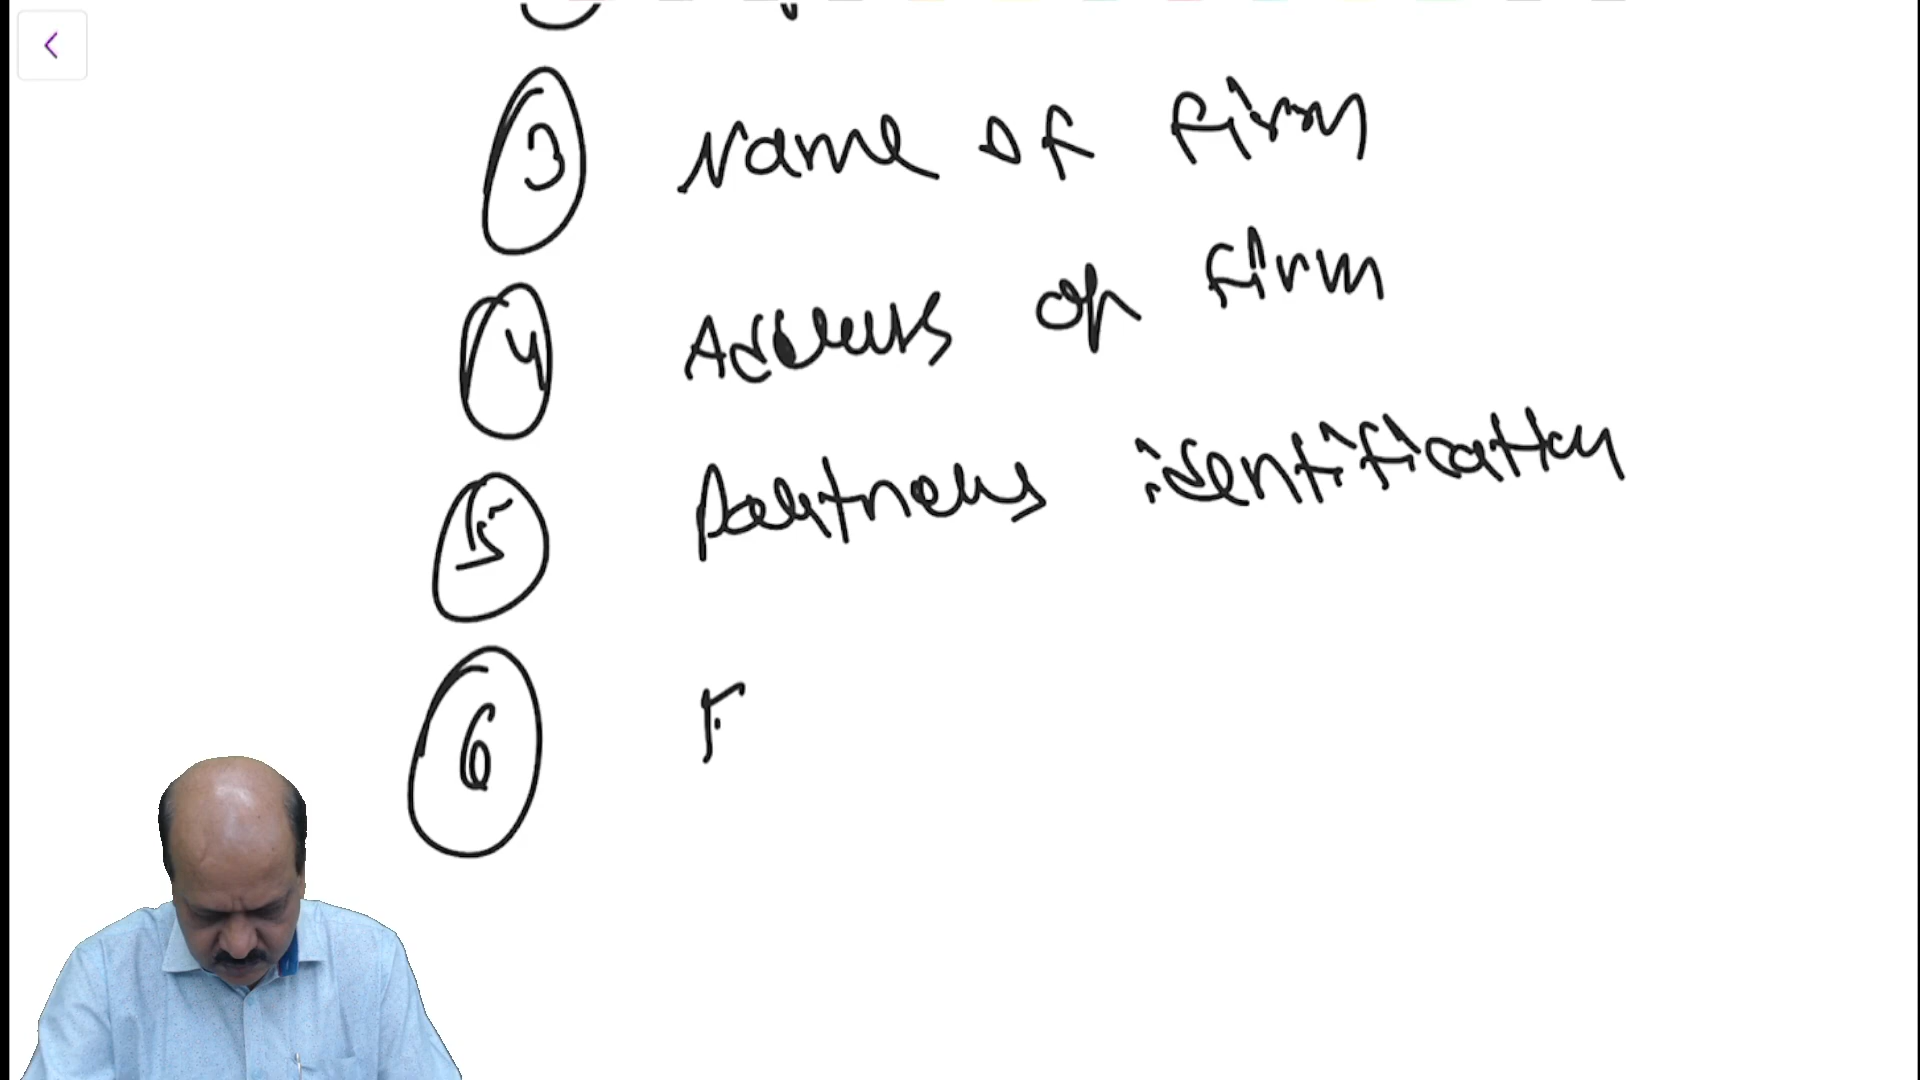 3 Name of firm
4 Address of firm
5 Partners identification
6 F